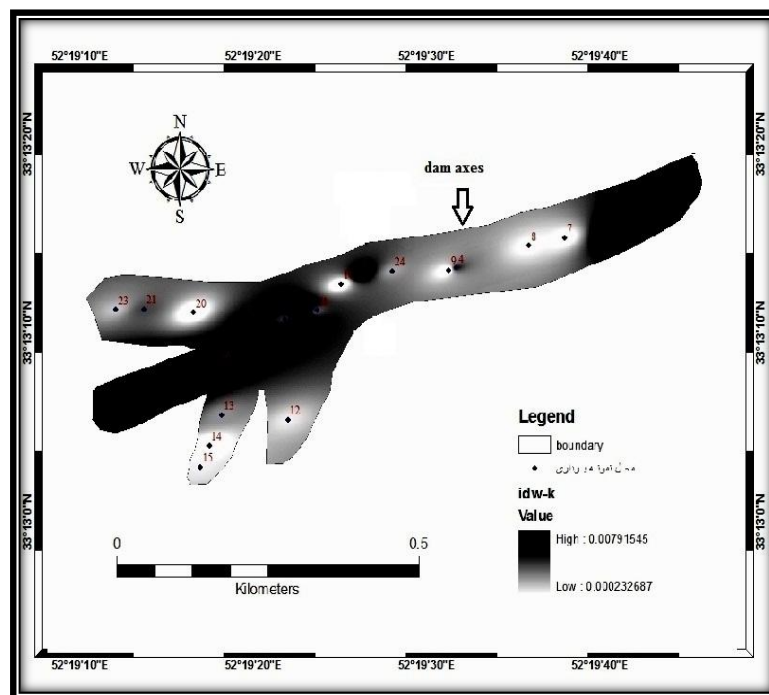 52°19'10"E 52°19'20"E 52°19'30"E 52°19'40"E
33°13'20"N 33°13'20"N
N
W E
S
dam axes
7
8
24 94
23 21 20
33°13'10"N 33°13'10"N
13 12
14
15
Legend
boundary
idw-k
Value
High : 0.00791545
Low : 0.000232687
33°13'0"N 33°13'0"N
0 0.5
Kilometers
52°19'10"E 52°19'20"E 52°19'30"E 52°19'40"E